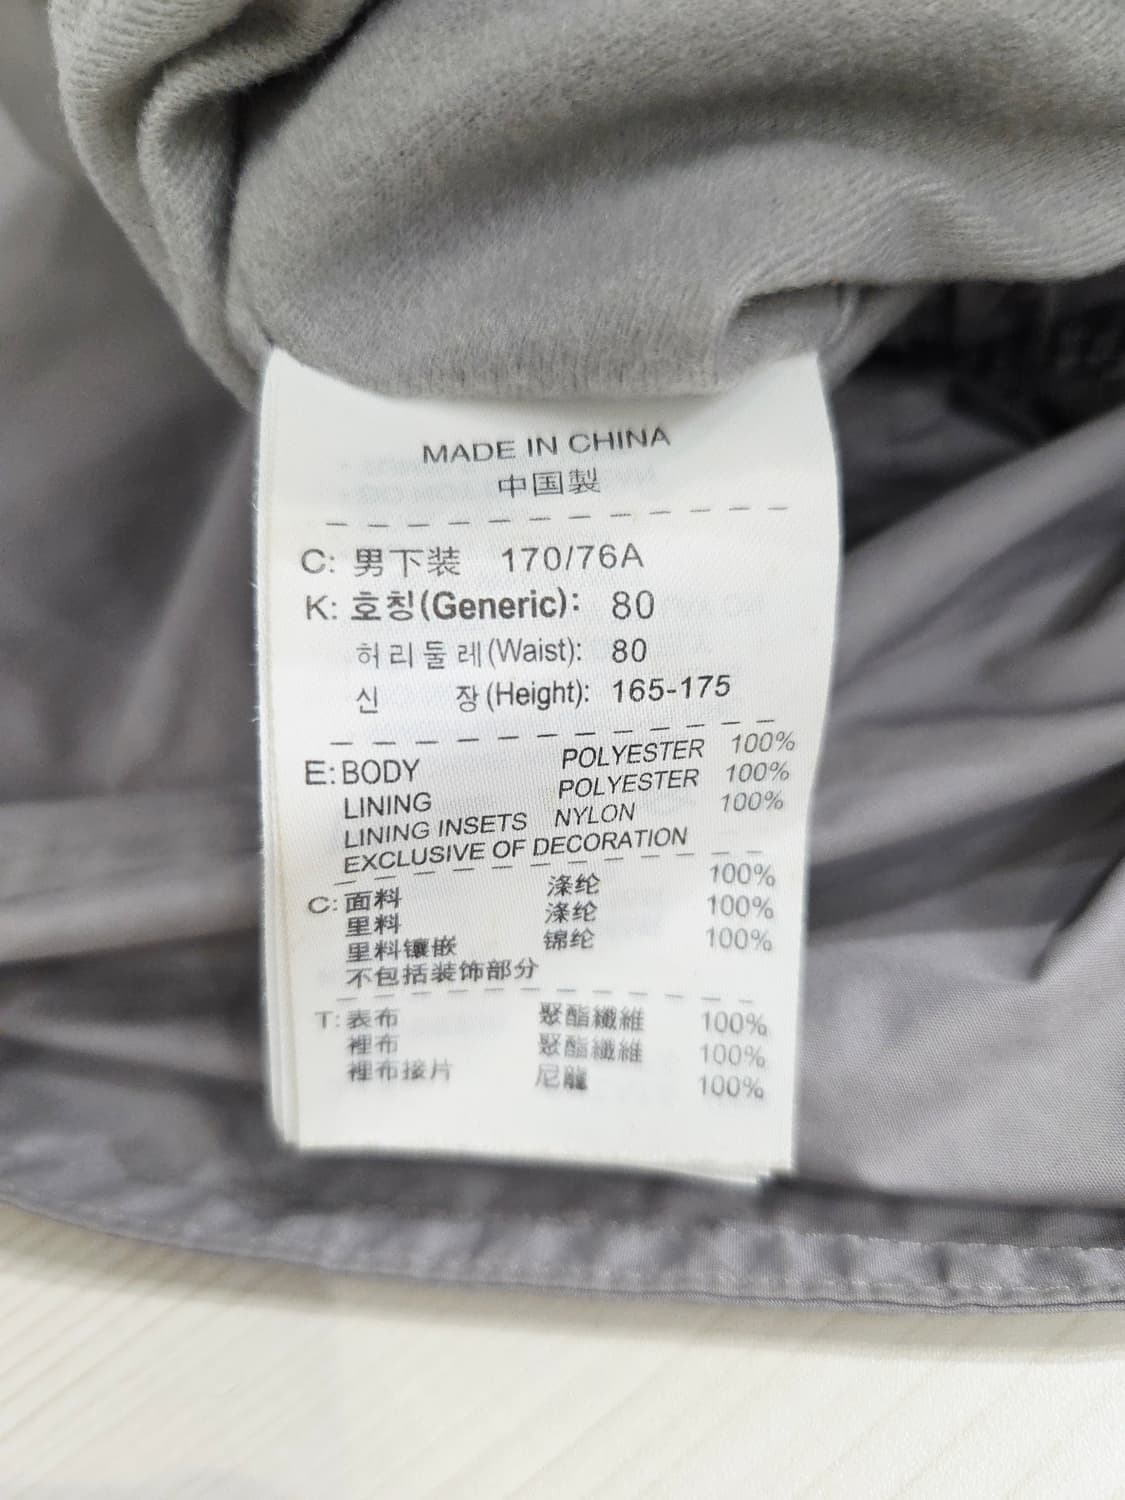 MADE IN CHINA
中国製
C: 男下装 170/76A
K: 호칭(Generic): 80
허리둘레(Waist): 80
신 장(Height): 165-175
E: BODY POLYESTER 100%
LINING POLYESTER 100%
LINING INSETS NYLON 100%
EXCLUSIVE OF DECORATION
C: 面料 涤纶 100%
里料 涤纶 100%
里料镶嵌 锦纶 100%
不包括装饰部分
T: 表布 聚酯纖維 100%
裡布 聚酯纖維 100%
裡布接片 尼龍 100%